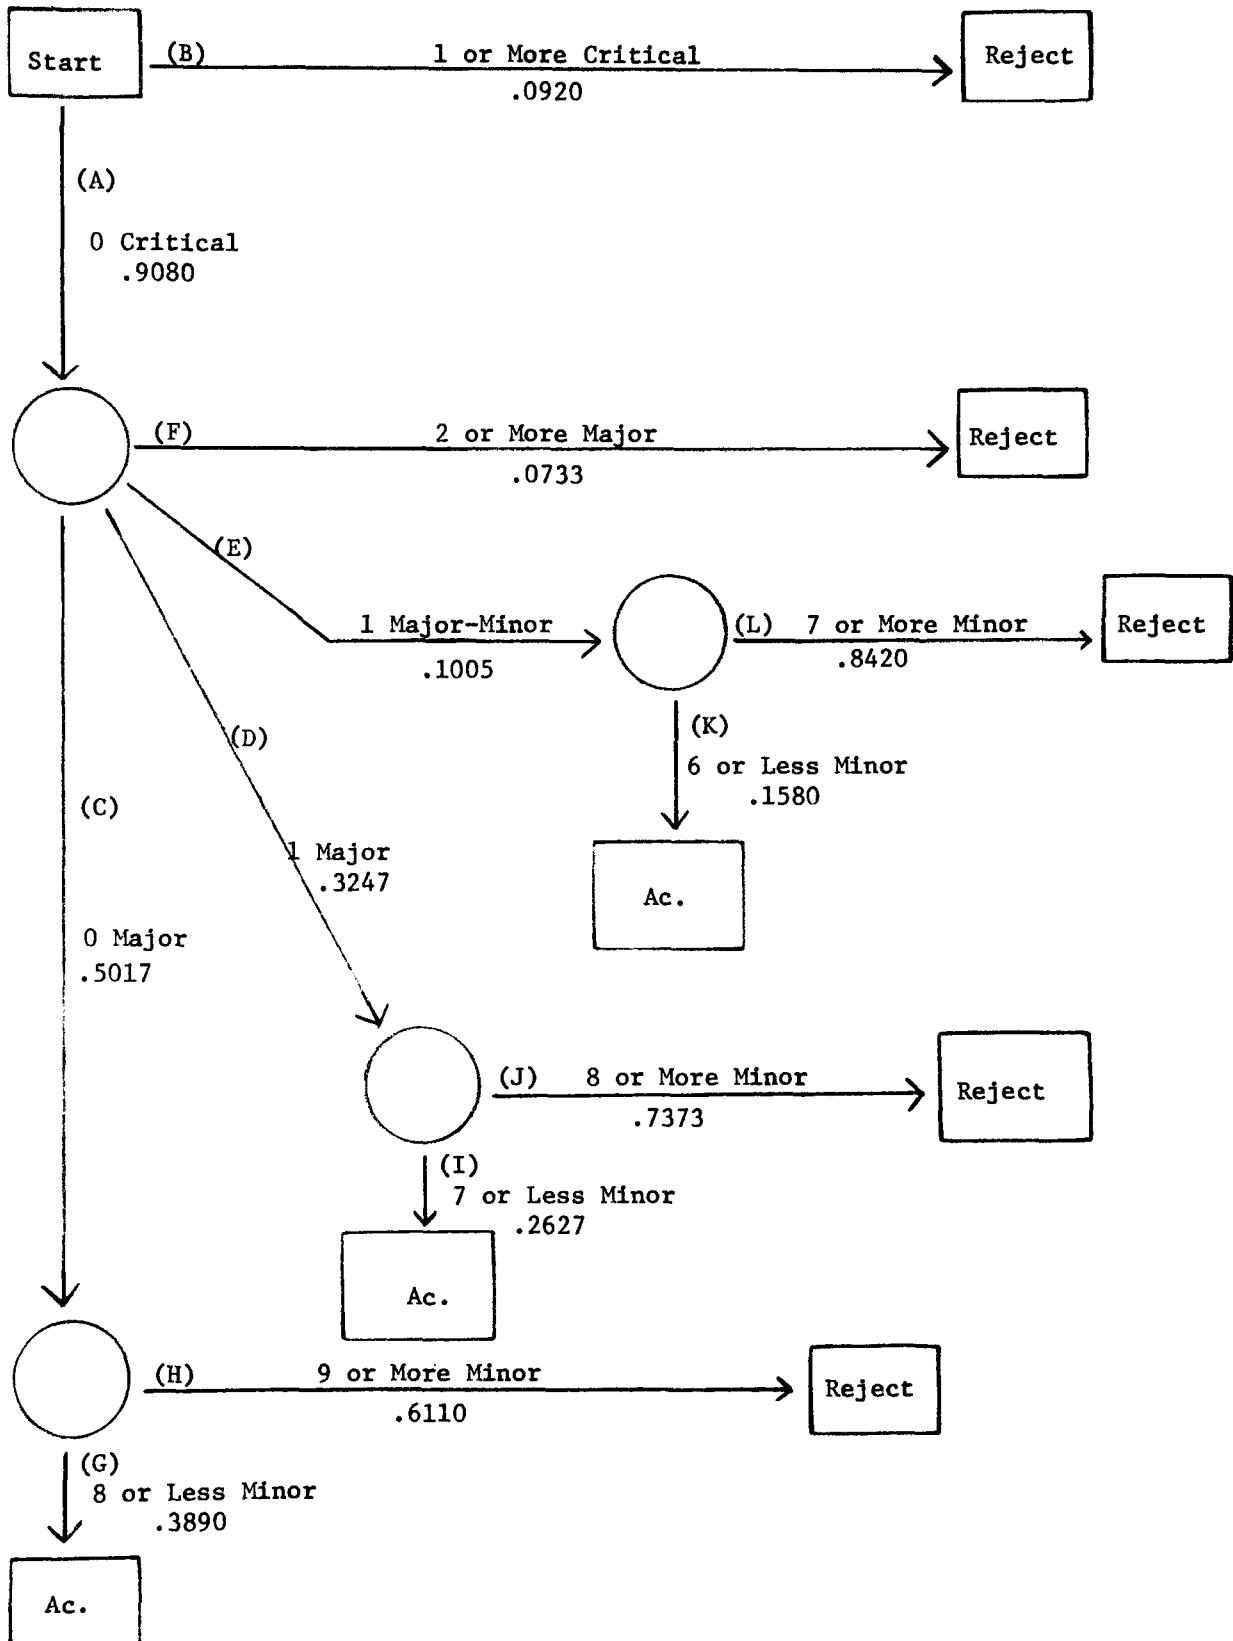 Start
(B)
1 or More Critical
.0920
Reject
(A)
0 Critical
.9080
(F)
2 or More Major
.0733
Reject
(E)
1 Major-Minor
.1005
(L)
7 or More Minor
.8420
Reject
(K)
6 or Less Minor
.1580
Ac.
(D)
1 Major
.3247
(C)
0 Major
.5017
(J)
8 or More Minor
.7373
Reject
(I)
7 or Less Minor
.2627
Ac.
(H)
9 or More Minor
.6110
Reject
(G)
8 or Less Minor
.3890
Ac.